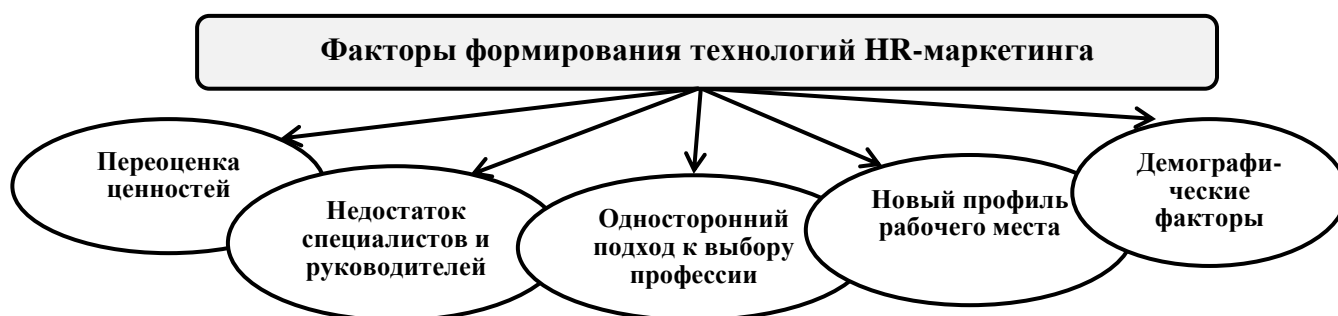 Факторы формирования технологий HR-маркетинга
Переоценка
ценностей
Недостаток
специалистов и
руководителей
Односторонний
подход к выбору
профессии
Новый профиль
рабочего места
Демографи-
ческие
факторы